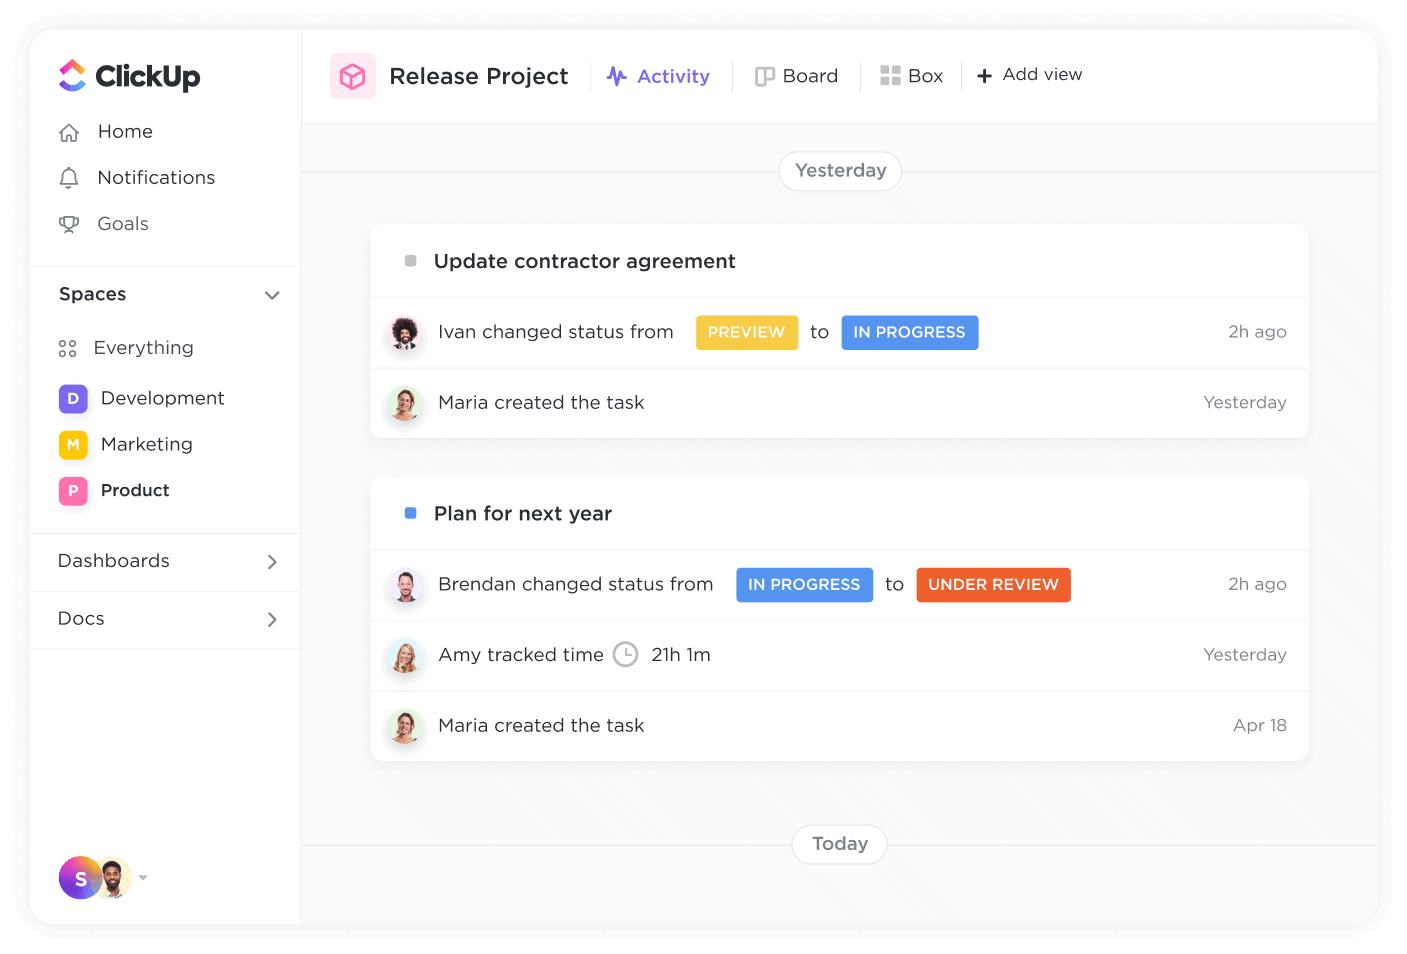 ClickUp
Home
Notifications
Goals
Spaces
Everything
D Development
M Marketing
P Product
Dashboards
Docs
S
Release Project Activity Board Box + Add view
Yesterday
Update contractor agreement
Ivan changed status from PREVIEW to IN PROGRESS 2h ago
Maria created the task Yesterday
Plan for next year
Brendan changed status from IN PROGRESS to UNDER REVIEW 2h ago
Amy tracked time 21h 1m Yesterday
Maria created the task Apr 18
Today